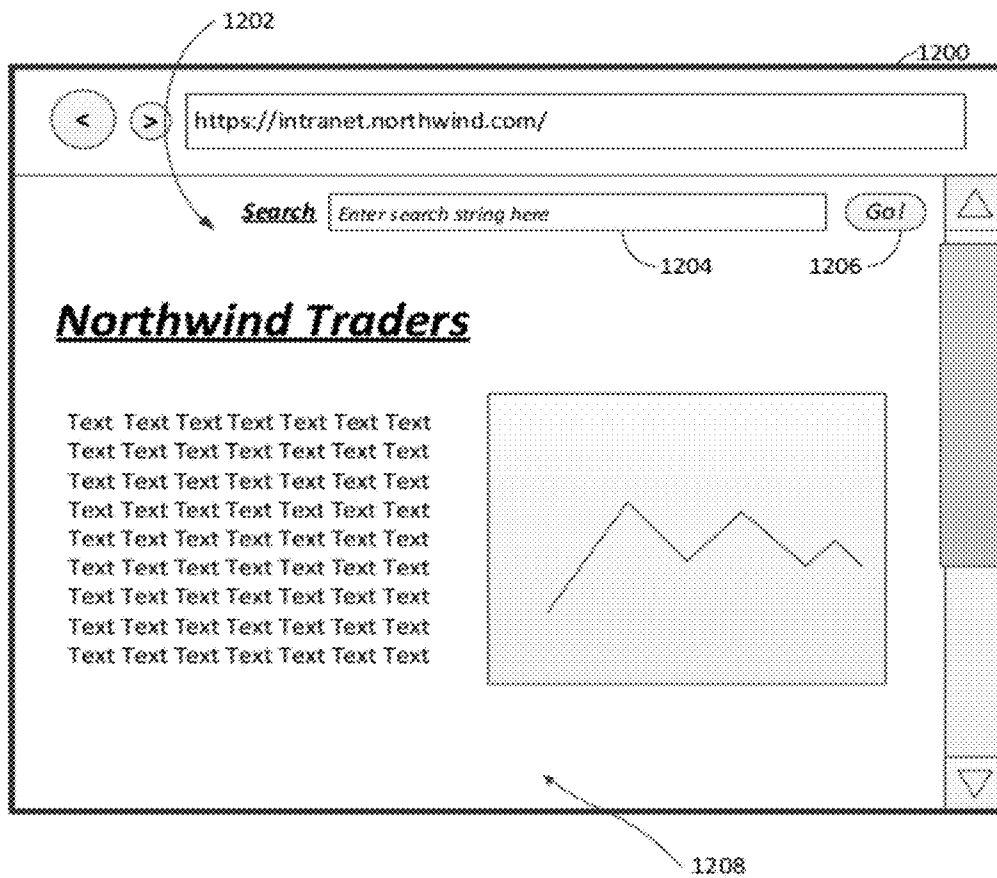 1202
1200
< > https://intranet.northwind.com/
Search Enter search string here Go!
1204 1206
Northwind Traders
Text Text Text Text Text Text Text
Text Text Text Text Text Text Text
Text Text Text Text Text Text Text
Text Text Text Text Text Text Text
Text Text Text Text Text Text Text
Text Text Text Text Text Text Text
Text Text Text Text Text Text Text
Text Text Text Text Text Text Text
Text Text Text Text Text Text Text
1208